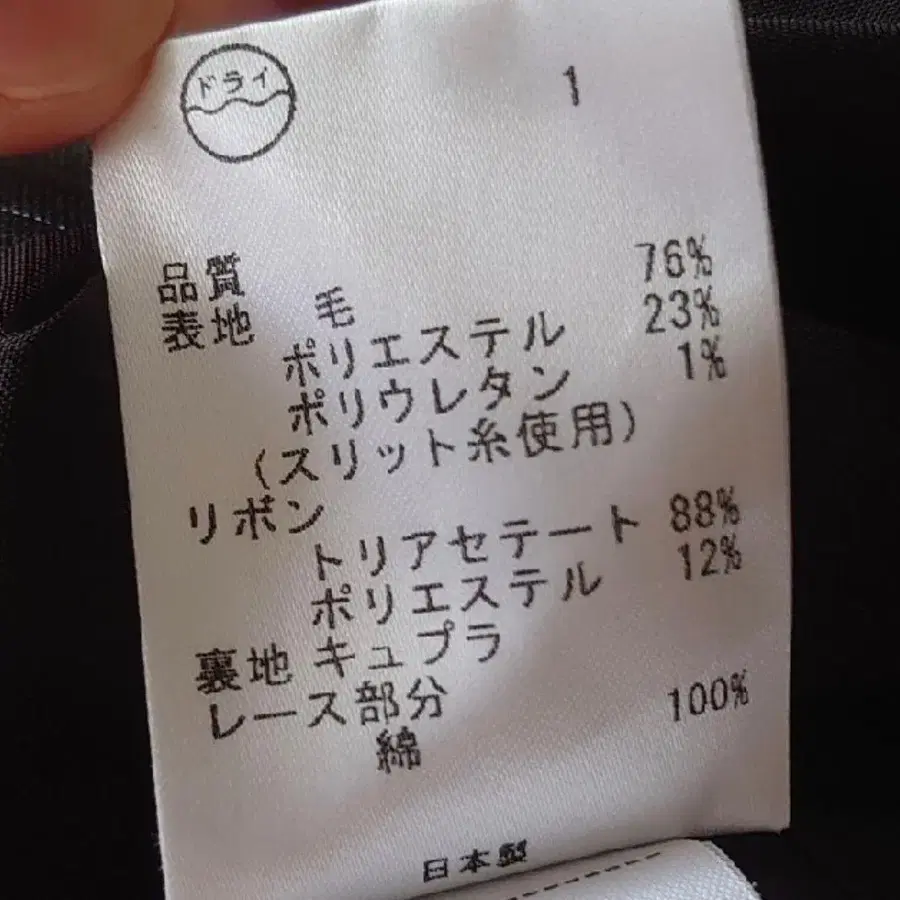 ドライ
1
品質
表地 毛 76%
ポリエステル 23%
ポリウレタン 1%
(スリット糸使用)
リボン
トリアセテート 88%
ポリエステル 12%
裏地 キュプラ
レース部分
綿 100%
日本製